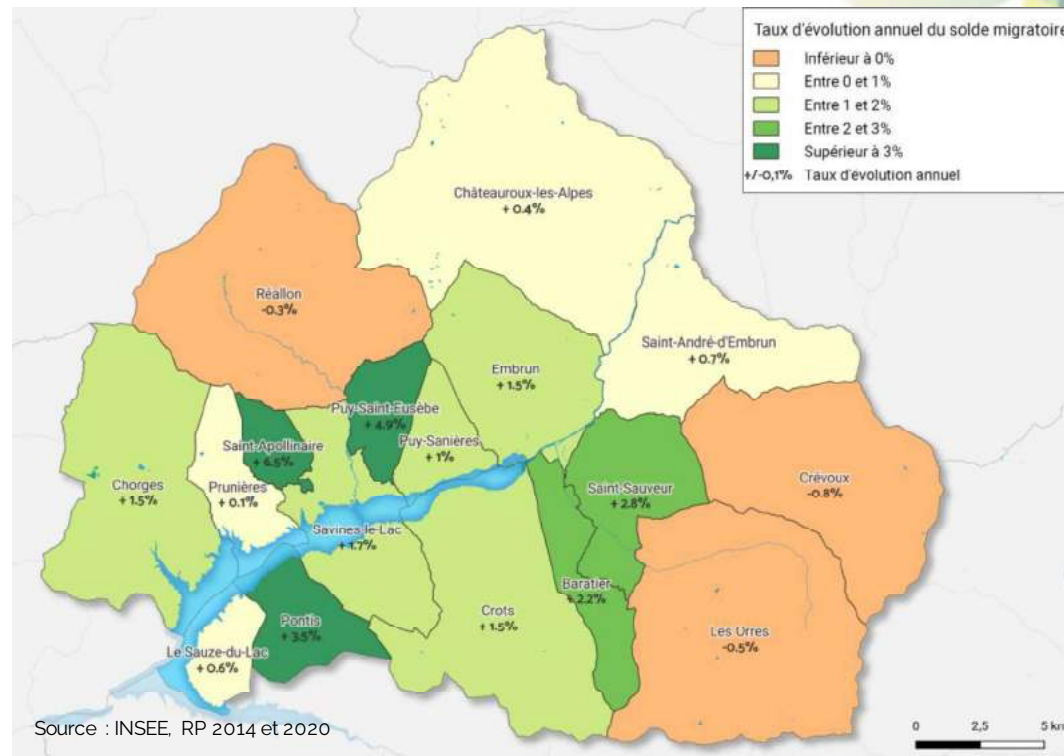 Taux d'évolution annuel du solde migratoire
Inférieur à 0%
Entre 0 et 1%
Entre 1 et 2%
Entre 2 et 3%
Supérieur à 3%
+/-0,1% Taux d'évolution annuel
Châteauroux-les-Alpes
+ 0.4%
Réallon
-0.3%
Saint-André-d'Embrun
+ 0.7%
Embrun
+ 1.5%
Puy-Saint-Eusèbe
+ 4.9%
Puy-Sanières
+ 1%
Saint-Apollinaire
+ 6.5%
Chorges
+ 1.5%
Prunières
+ 0.1%
Saint-Sauveur
+ 2.8%
Crévoux
-0.8%
Savines-le-Lac
+ 1.7%
Baratier
+ 2.2%
Crots
+ 1.5%
Pontis
+ 3.5%
Les Orres
-0.5%
Le Sauze-du-Lac
+ 0.6%
Source : INSEE, RP 2014 et 2020
0 2,5 5 km